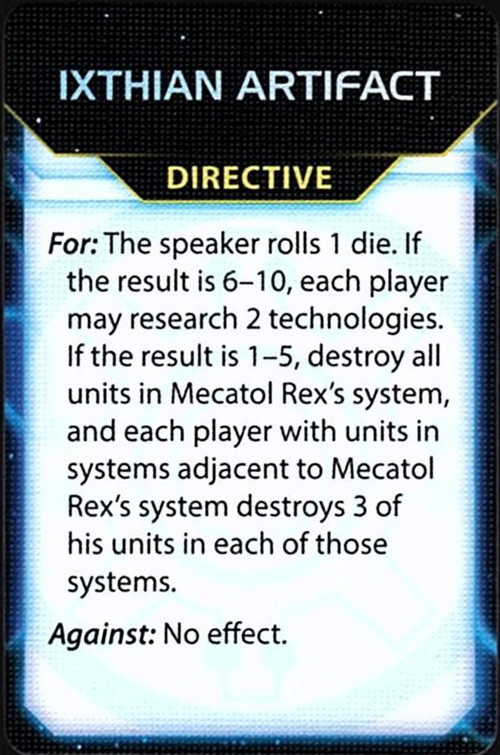 IXTHIAN ARTIFACT
DIRECTIVE
For: The speaker rolls 1 die. If
the result is 6–10, each player
may research 2 technologies.
If the result is 1–5, destroy all
units in Mecatol Rex's system,
and each player with units in
systems adjacent to Mecatol
Rex's system destroys 3 of
his units in each of those
systems.
Against: No effect.